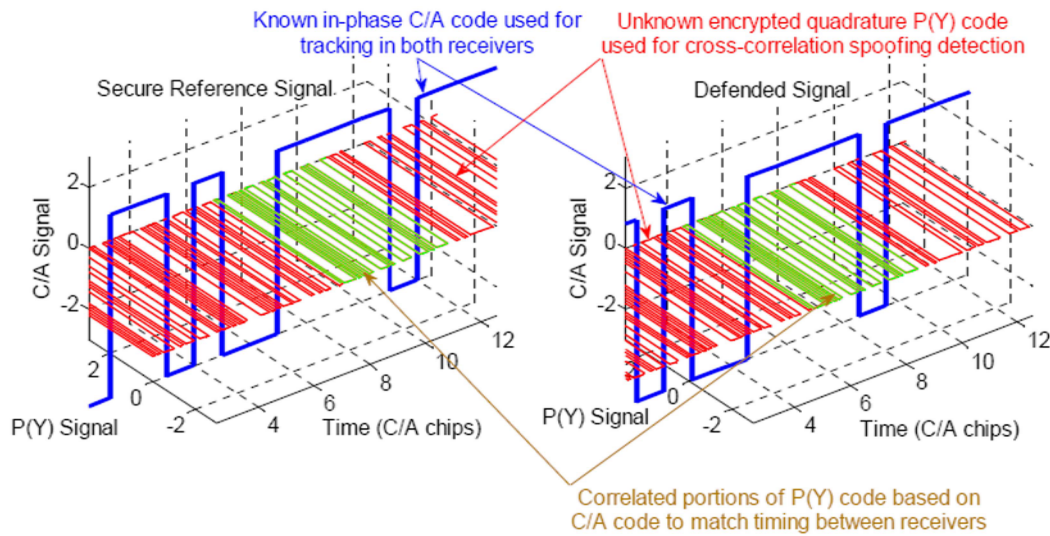 Known in-phase C/A code used for
tracking in both receivers
Unknown encrypted quadrature P(Y) code
used for cross-correlation spoofing detection
Secure Reference Signal
Defended Signal
C/A Signal
2
0
-2
2
0
-2
P(Y) Signal
4
6
8
10
12
Time (C/A chips)
C/A Signal
2
0
-2
0
-2
P(Y) Signal
4
6
8
10
12
Time (C/A chips)
Correlated portions of P(Y) code based on
C/A code to match timing between receivers